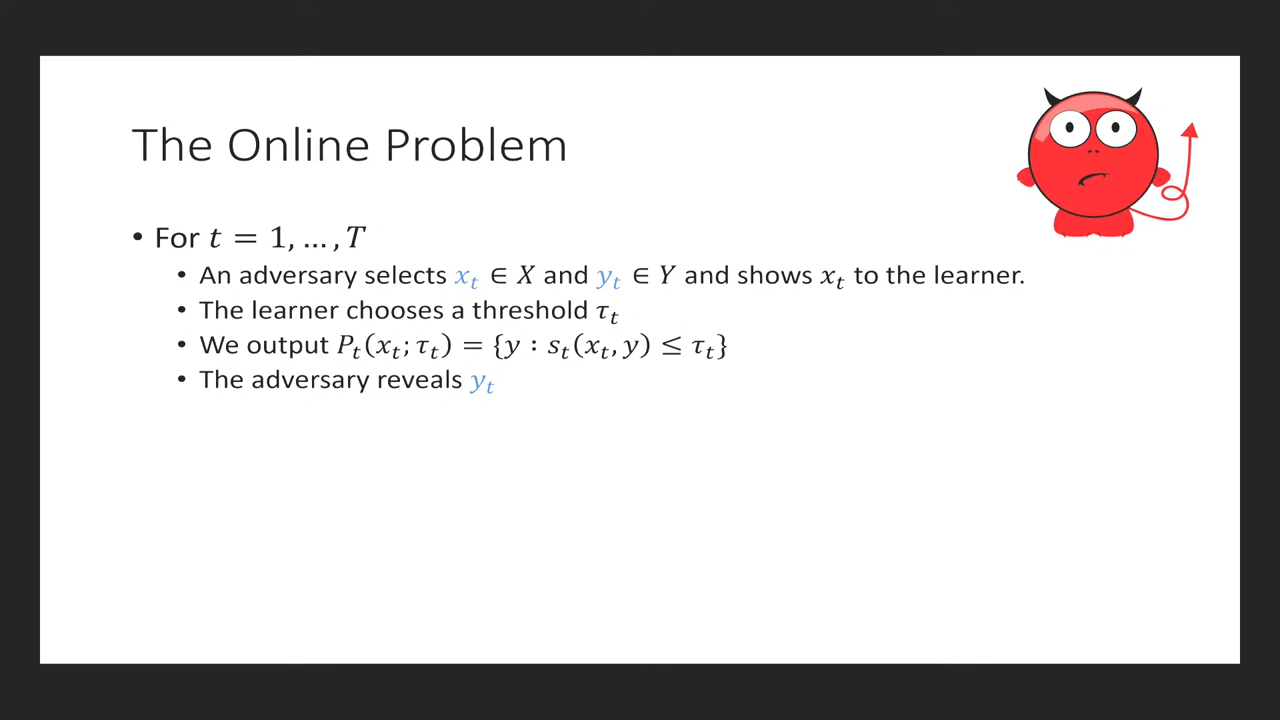 The Online Problem
• For 𝑡 = 1, … , 𝑇
• An adversary selects 𝑥ₜ ∈ 𝑋 and 𝑦ₜ ∈ 𝑌 and shows 𝑥ₜ to the learner.
• The learner chooses a threshold 𝜏ₜ
• We output 𝑃ₜ(𝑥ₜ; 𝜏ₜ) = {𝑦 : 𝑠ₜ(𝑥ₜ, 𝑦) ≤ 𝜏ₜ}
• The adversary reveals 𝑦ₜ